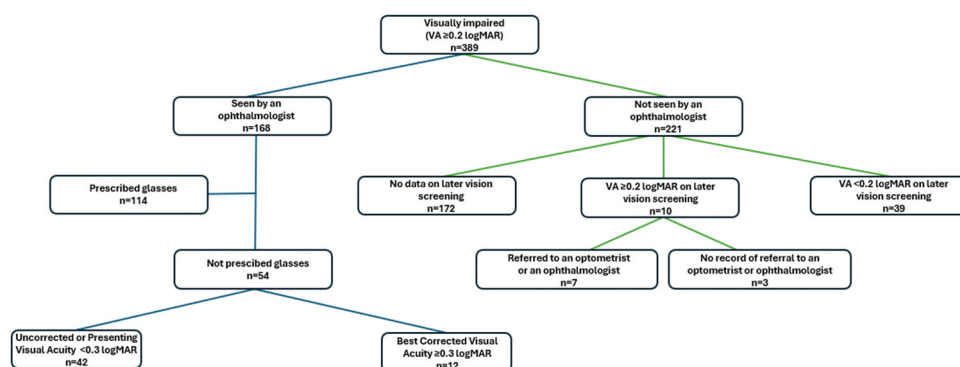 Visually impaired
(VA ≥0.2 logMAR)
n=389
Seen by an
ophthalmologist
n=168
Not seen by an
ophthalmologist
n=221
Prescribed glasses
n=114
No data on later vision
screening
n=172
VA ≥0.2 logMAR on later
vision screening
n=10
VA <0.2 logMAR on later
vision screening
n=39
Not prescibed glasses
n=54
Referred to an optometrist
or an ophthalmologist
n=7
No record of referral to an
optometrist or ophthalmologist
n=3
Uncorrected or Presenting
Visual Acuity <0.3 logMAR
n=42
Best Corrected Visual
Acuity ≥0.3 logMAR
n=12